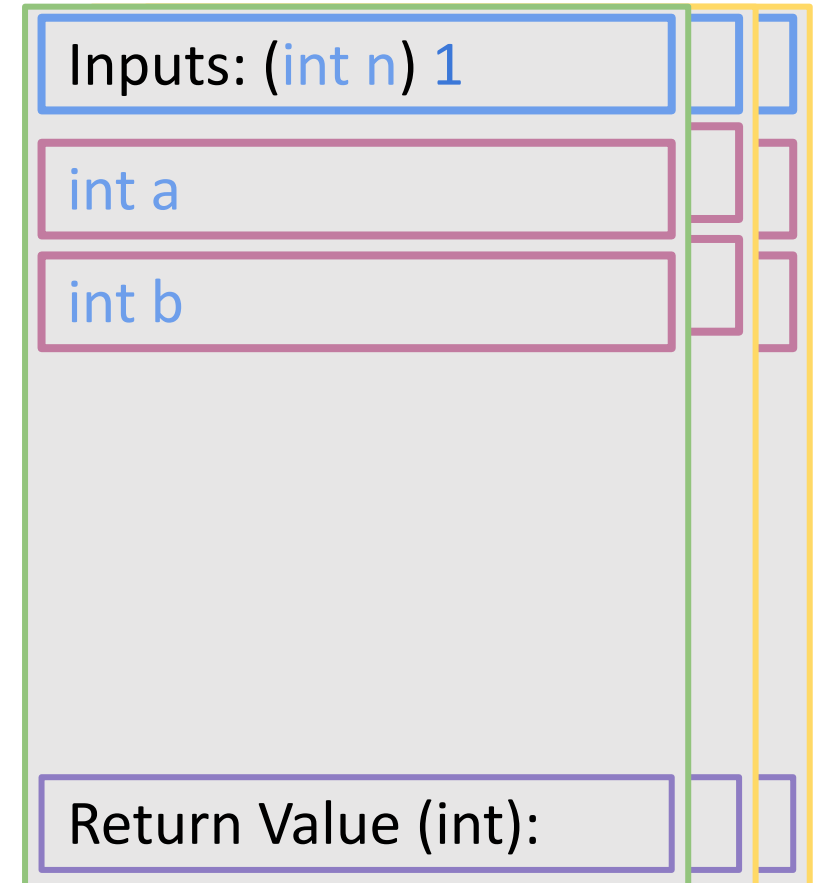 Inputs: (int n) 1
int a
int b
Return Value (int):